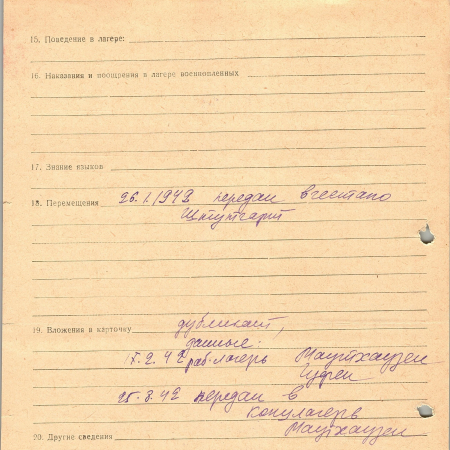 15. Поведение в лагере:
16. Наказания и поощрения в лагере военнопленных
17. Знание языков
18. Перемещения 26.1.1942 передан в гестапо
Штутгарт
19. Вложения в карточку дубликат,
данные.
17.2.42 раб-лагерь Маутхаузен
Гузен
25.3.42 передан в
концлагерь
Маутхаузен
20. Другие сведения